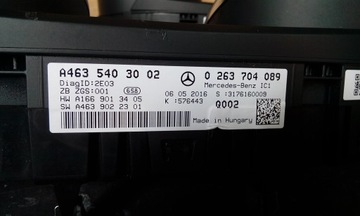 A463 540 30 02 0 263 704 089
DiagID:2E03 Mercedes-Benz IC1
ZB ZGS:001 GSB 06 05 2016 S :3176160009
HW A166 901 34 05 K :576443 Q002
SW A463 902 23 01
Made in Hungary